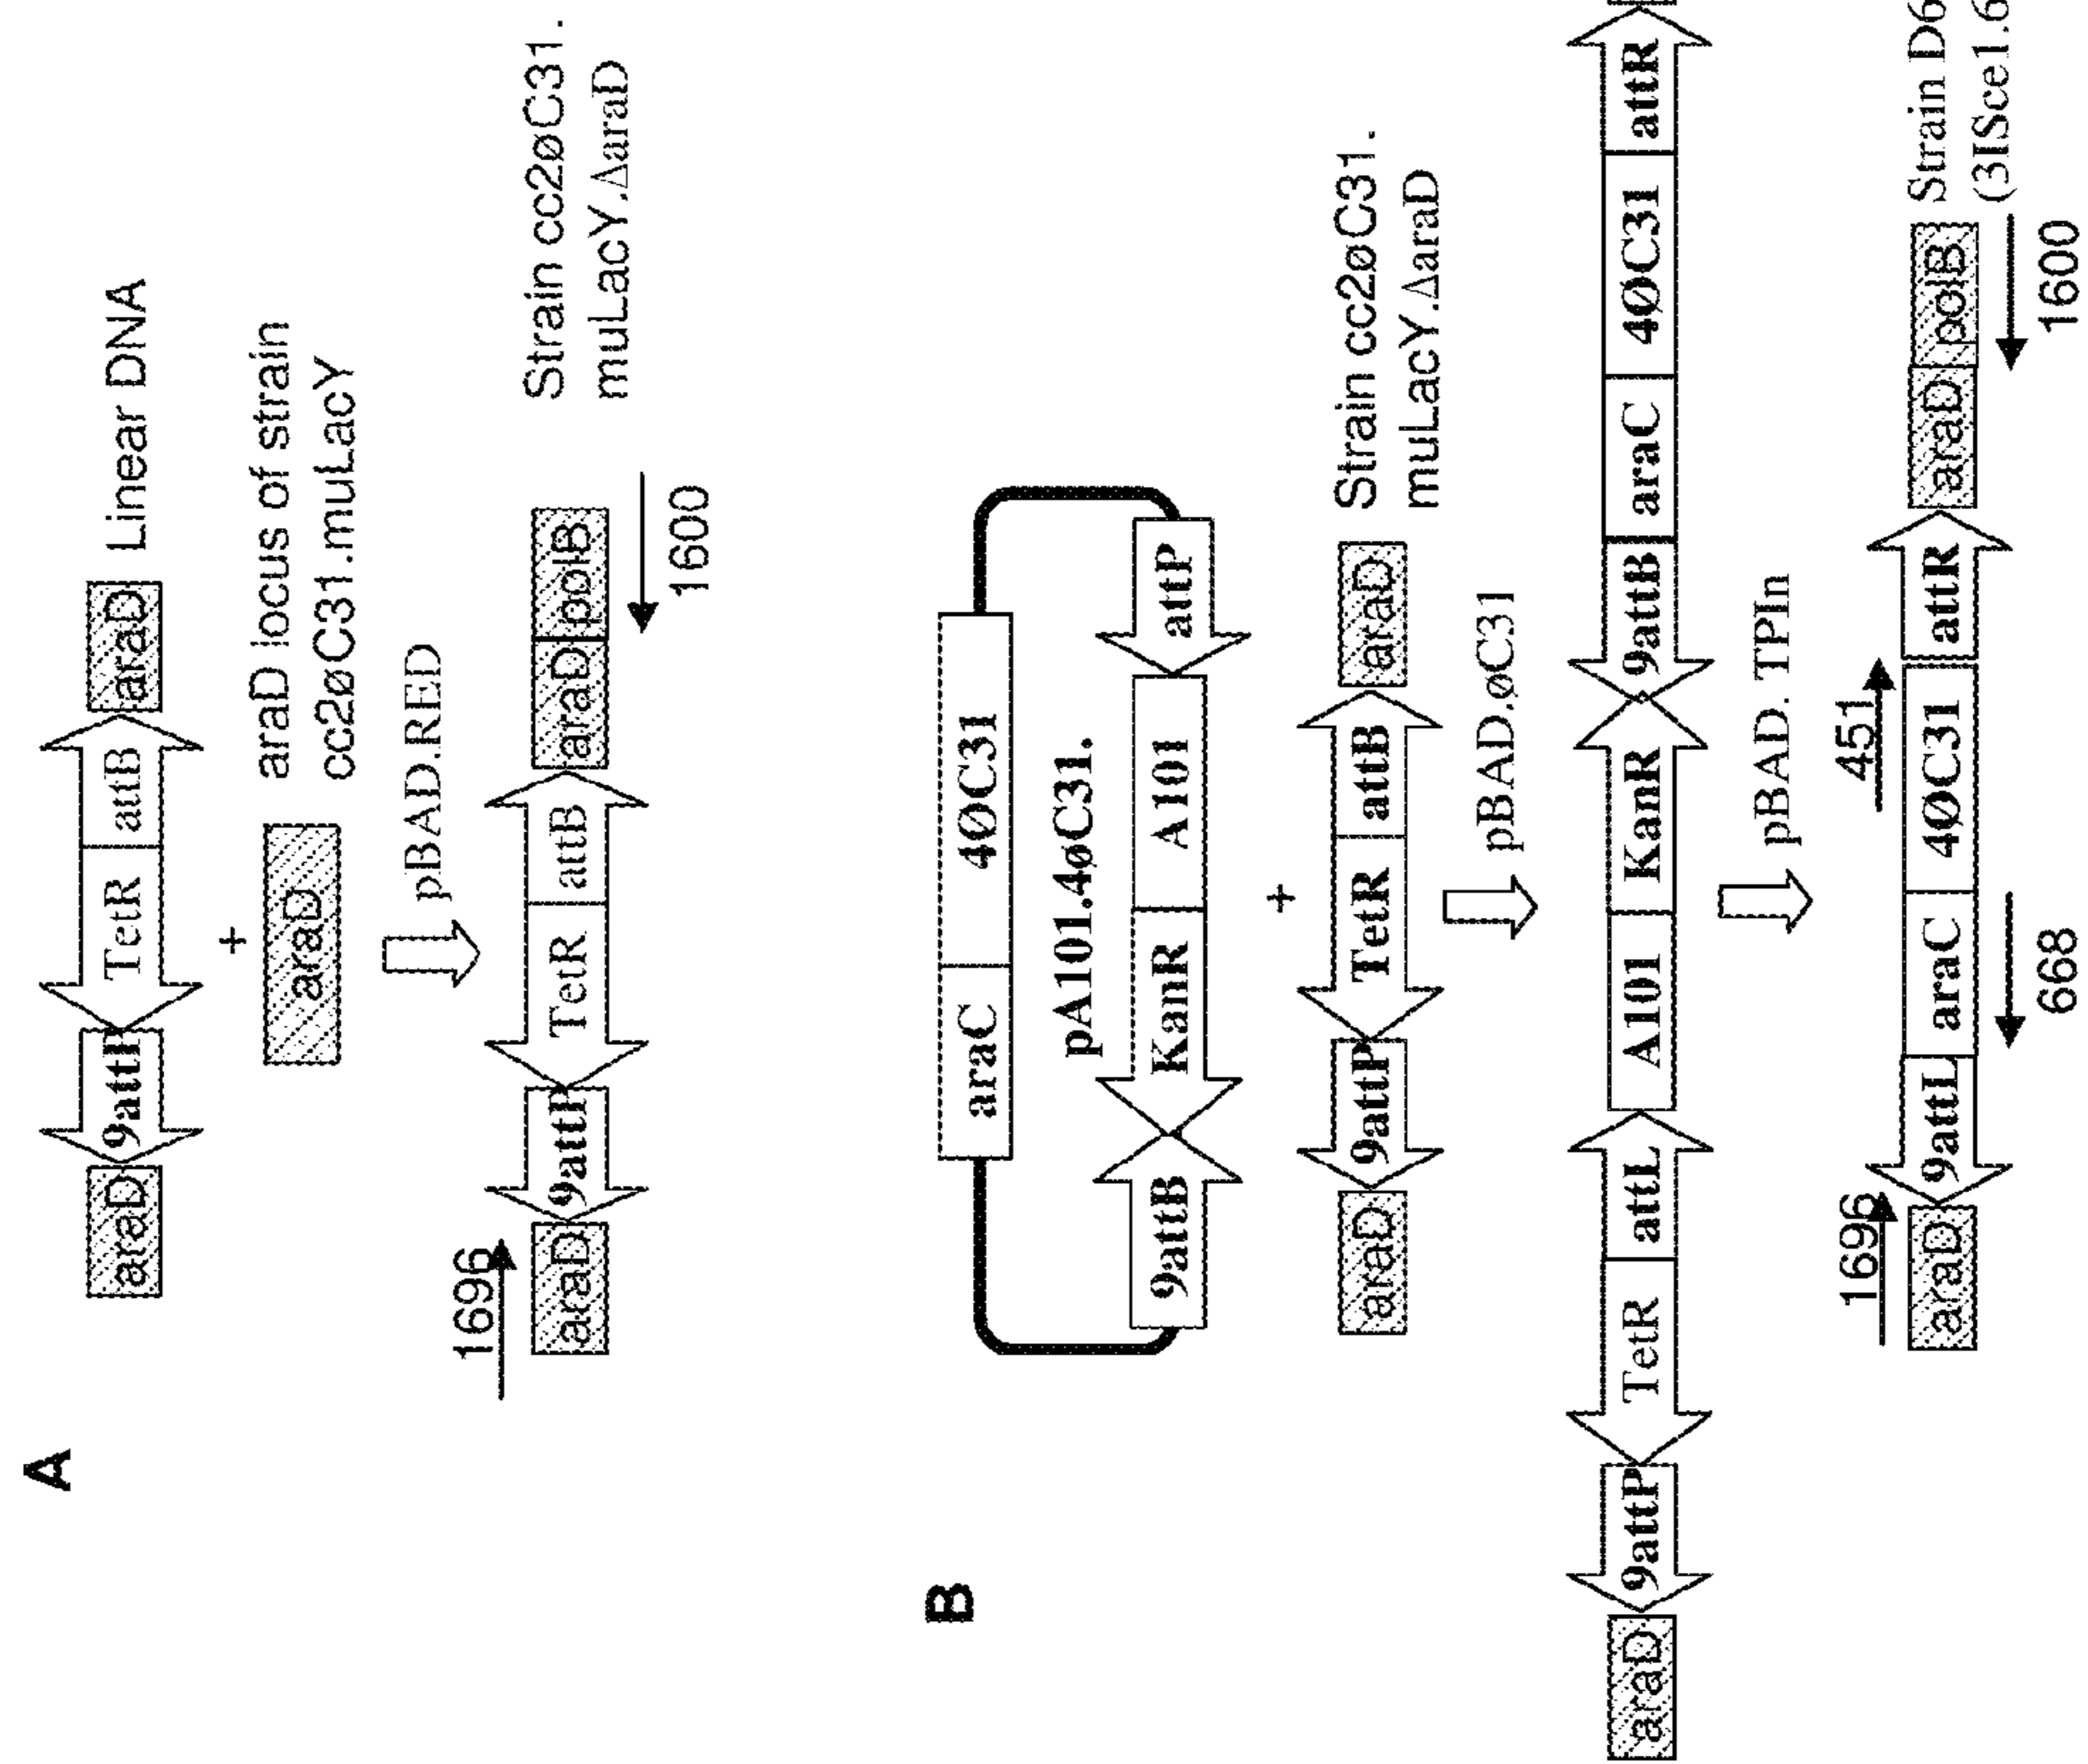 A
araD 9attP TetR attB araD Linear DNA
+
araD
araD locus of strain
cc2øC31.muLacY
pBAD.RED
1696
araD 9attP TetR attB araD polB
Strain cc2øC31.
muLacY.ΔaraD
1600
B
araC 4ØC31
pA101.4øC31.
9attB KanR A101 attP
+
araD 9attP TetR attB araD
Strain cc2øC31.
muLacY.ΔaraD
pBAD.øC31
araD 9attP TetR attL A101 KanR 9attB araC 4ØC31 attR
pBAD. TPIn
1696 451
araD 9attL araC 4ØC31 attR araD polB
Strain D6
(3ISce1.6
668 1600